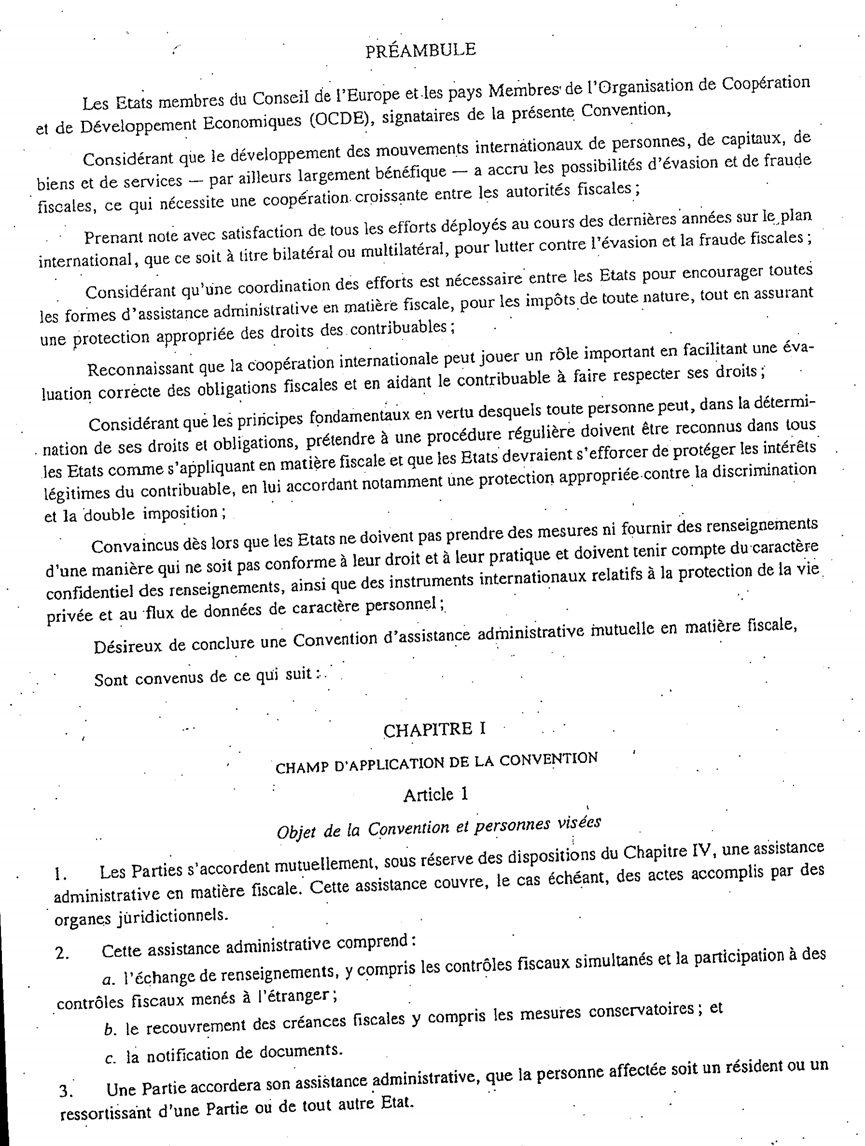 PRÉAMBULE
Les Etats membres du Conseil de l'Europe et les pays Membres de l'Organisation de Coopération
et de Développement Economiques (OCDE), signataires de la présente Convention,
Considérant que le développement des mouvements internationaux de personnes, de capitaux, de
biens et de services — par ailleurs largement bénéfique — a accru les possibilités d'évasion et de fraude
fiscales, ce qui nécessite une coopération croissante entre les autorités fiscales ;
Prenant note avec satisfaction de tous les efforts déployés au cours des dernières années sur le plan
international, que ce soit à titre bilatéral ou multilatéral, pour lutter contre l'évasion et la fraude fiscales ;
Considérant qu'une coordination des efforts est nécessaire entre les Etats pour encourager toutes
les formes d'assistance administrative en matière fiscale, pour les impôts de toute nature, tout en assurant
une protection appropriée des droits des contribuables ;
Reconnaissant que la coopération internationale peut jouer un rôle important en facilitant une éva-
luation correcte des obligations fiscales et en aidant le contribuable à faire respecter ses droits ;
Considérant que les principes fondamentaux en vertu desquels toute personne peut, dans la détermi-
nation de ses droits et obligations, prétendre à une procédure régulière doivent être reconnus dans tous
les Etats comme s'appliquant en matière fiscale et que les Etats devraient s'efforcer de protéger les intérêts
légitimes du contribuable, en lui accordant notamment une protection appropriée contre la discrimination
et la double imposition ;
Convaincus dès lors que les Etats ne doivent pas prendre des mesures ni fournir des renseignements
d'une manière qui ne soit pas conforme à leur droit et à leur pratique et doivent tenir compte du caractère
confidentiel des renseignements, ainsi que des instruments internationaux relatifs à la protection de la vie
privée et au flux de données de caractère personnel ;
Désireux de conclure une Convention d'assistance administrative mutuelle en matière fiscale,
Sont convenus de ce qui suit :
CHAPITRE I
CHAMP D'APPLICATION DE LA CONVENTION
Article 1
Objet de la Convention et personnes visées
1. Les Parties s'accordent mutuellement, sous réserve des dispositions du Chapitre IV, une assistance
administrative en matière fiscale. Cette assistance couvre, le cas échéant, des actes accomplis par des
organes juridictionnels.
2. Cette assistance administrative comprend :
a. l'échange de renseignements, y compris les contrôles fiscaux simultanés et la participation à des
contrôles fiscaux menés à l'étranger ;
b. le recouvrement des créances fiscales y compris les mesures conservatoires ; et
c. la notification de documents.
3. Une Partie accordera son assistance administrative, que la personne affectée soit un résident ou un
ressortissant d'une Partie ou de tout autre Etat.